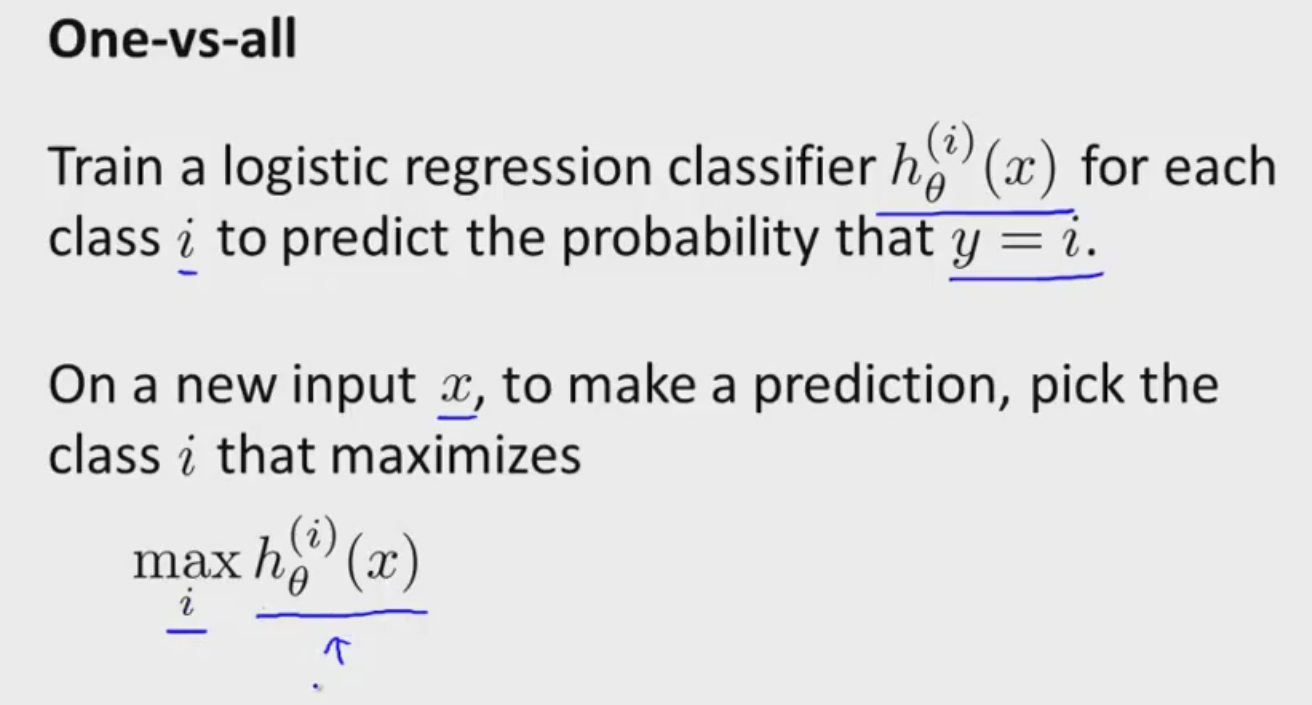 One-vs-all
Train a logistic regression classifier $h_\theta^{(i)}(x)$ for each
class $i$ to predict the probability that $y = i$.
On a new input $x$, to make a prediction, pick the
class $i$ that maximizes
$\max_i h_\theta^{(i)}(x)$